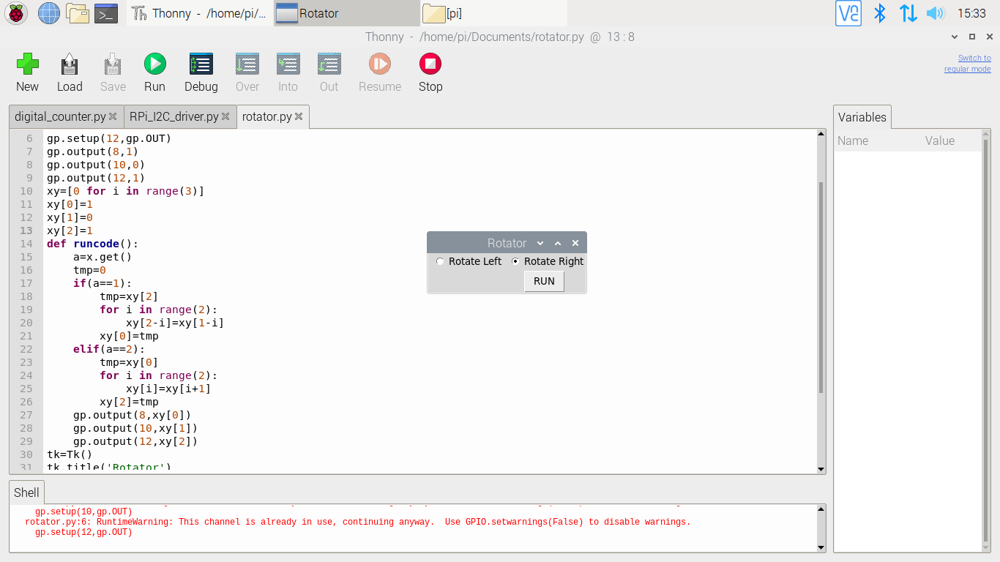 Thonny - /home/pi/... Rotator [pi] 15:33
Thonny - /home/pi/Documents/rotator.py @ 13 : 8
Switch to
regular mode
New Load Save Run Debug Over Into Out Resume Stop
digital_counter.py RPi_I2C_driver.py rotator.py
6 gp.setup(12,gp.OUT)
7 gp.output(8,1)
8 gp.output(10,0)
9 gp.output(12,1)
10 xy=[0 for i in range(3)]
11 xy[0]=1
12 xy[1]=0
13 xy[2]=1
14 def runcode():
15 a=x.get()
16 tmp=0
17 if(a==1):
18 tmp=xy[2]
19 for i in range(2):
20 xy[2-i]=xy[1-i]
21 xy[0]=tmp
22 elif(a==2):
23 tmp=xy[0]
24 for i in range(2):
25 xy[i]=xy[i+1]
26 xy[2]=tmp
27 gp.output(8,xy[0])
28 gp.output(10,xy[1])
29 gp.output(12,xy[2])
30 tk=Tk()
31 tk.title('Rotator')
Rotator
Rotate Left Rotate Right
RUN
Variables
Name Value
Shell
gp.setup(10,gp.OUT)
rotator.py:6: RuntimeWarning: This channel is already in use, continuing anyway.  Use GPIO.setwarnings(False) to disable warnings.
gp.setup(12,gp.OUT)